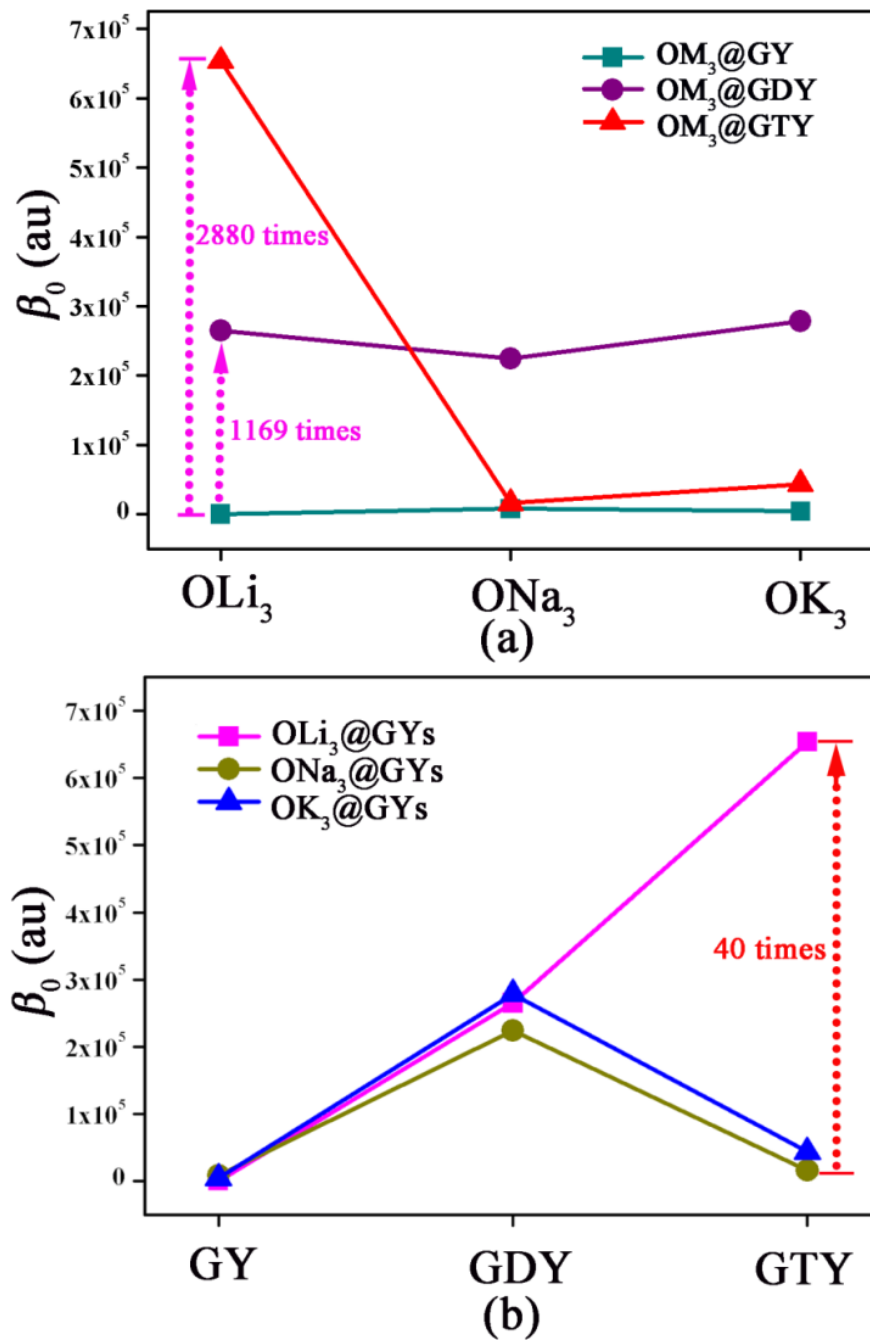 7x10⁵
6x10⁵
5x10⁵
4x10⁵
3x10⁵
2x10⁵
1x10⁵
0
β₀ (au)
OM₃@GY
OM₃@GDY
OM₃@GTY
2880 times
1169 times
OLi₃
ONa₃
OK₃
(a)
7x10⁵
6x10⁵
5x10⁵
4x10⁵
3x10⁵
2x10⁵
1x10⁵
0
β₀ (au)
OLi₃@GYs
ONa₃@GYs
OK₃@GYs
40 times
GY
GDY
GTY
(b)